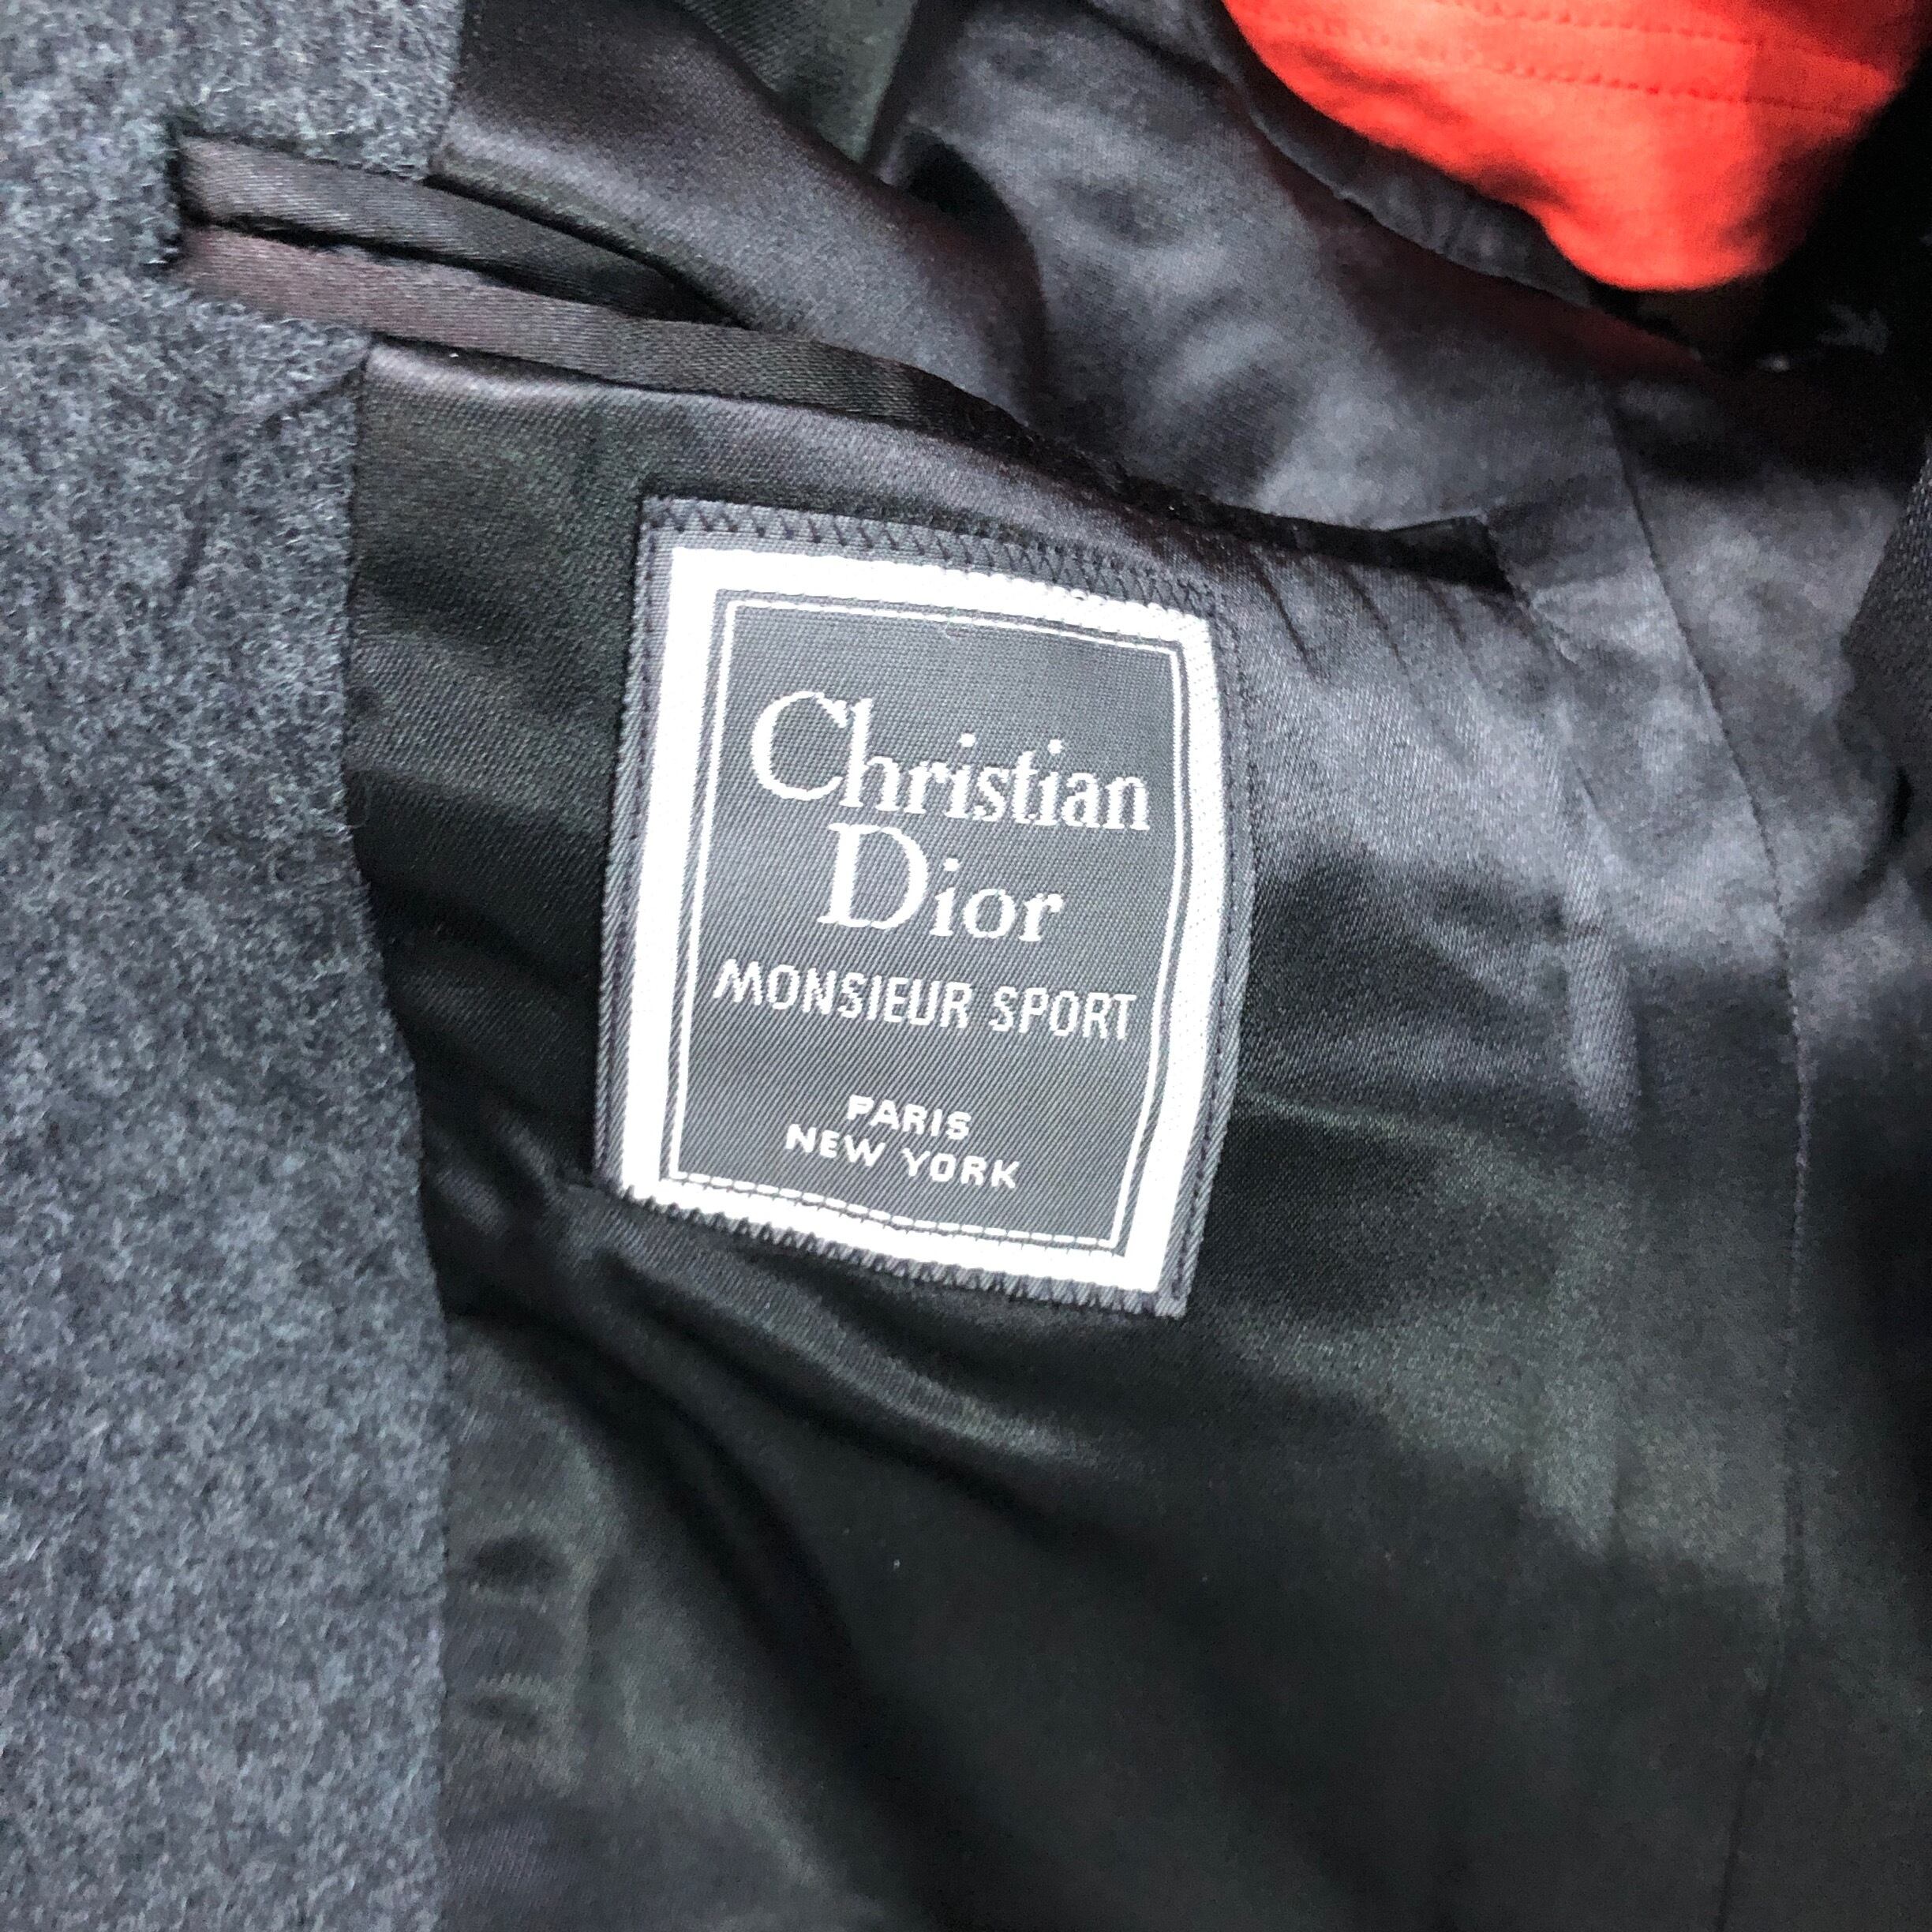 Christian
Dior
MONSIEUR SPORT
PARIS
NEW YORK